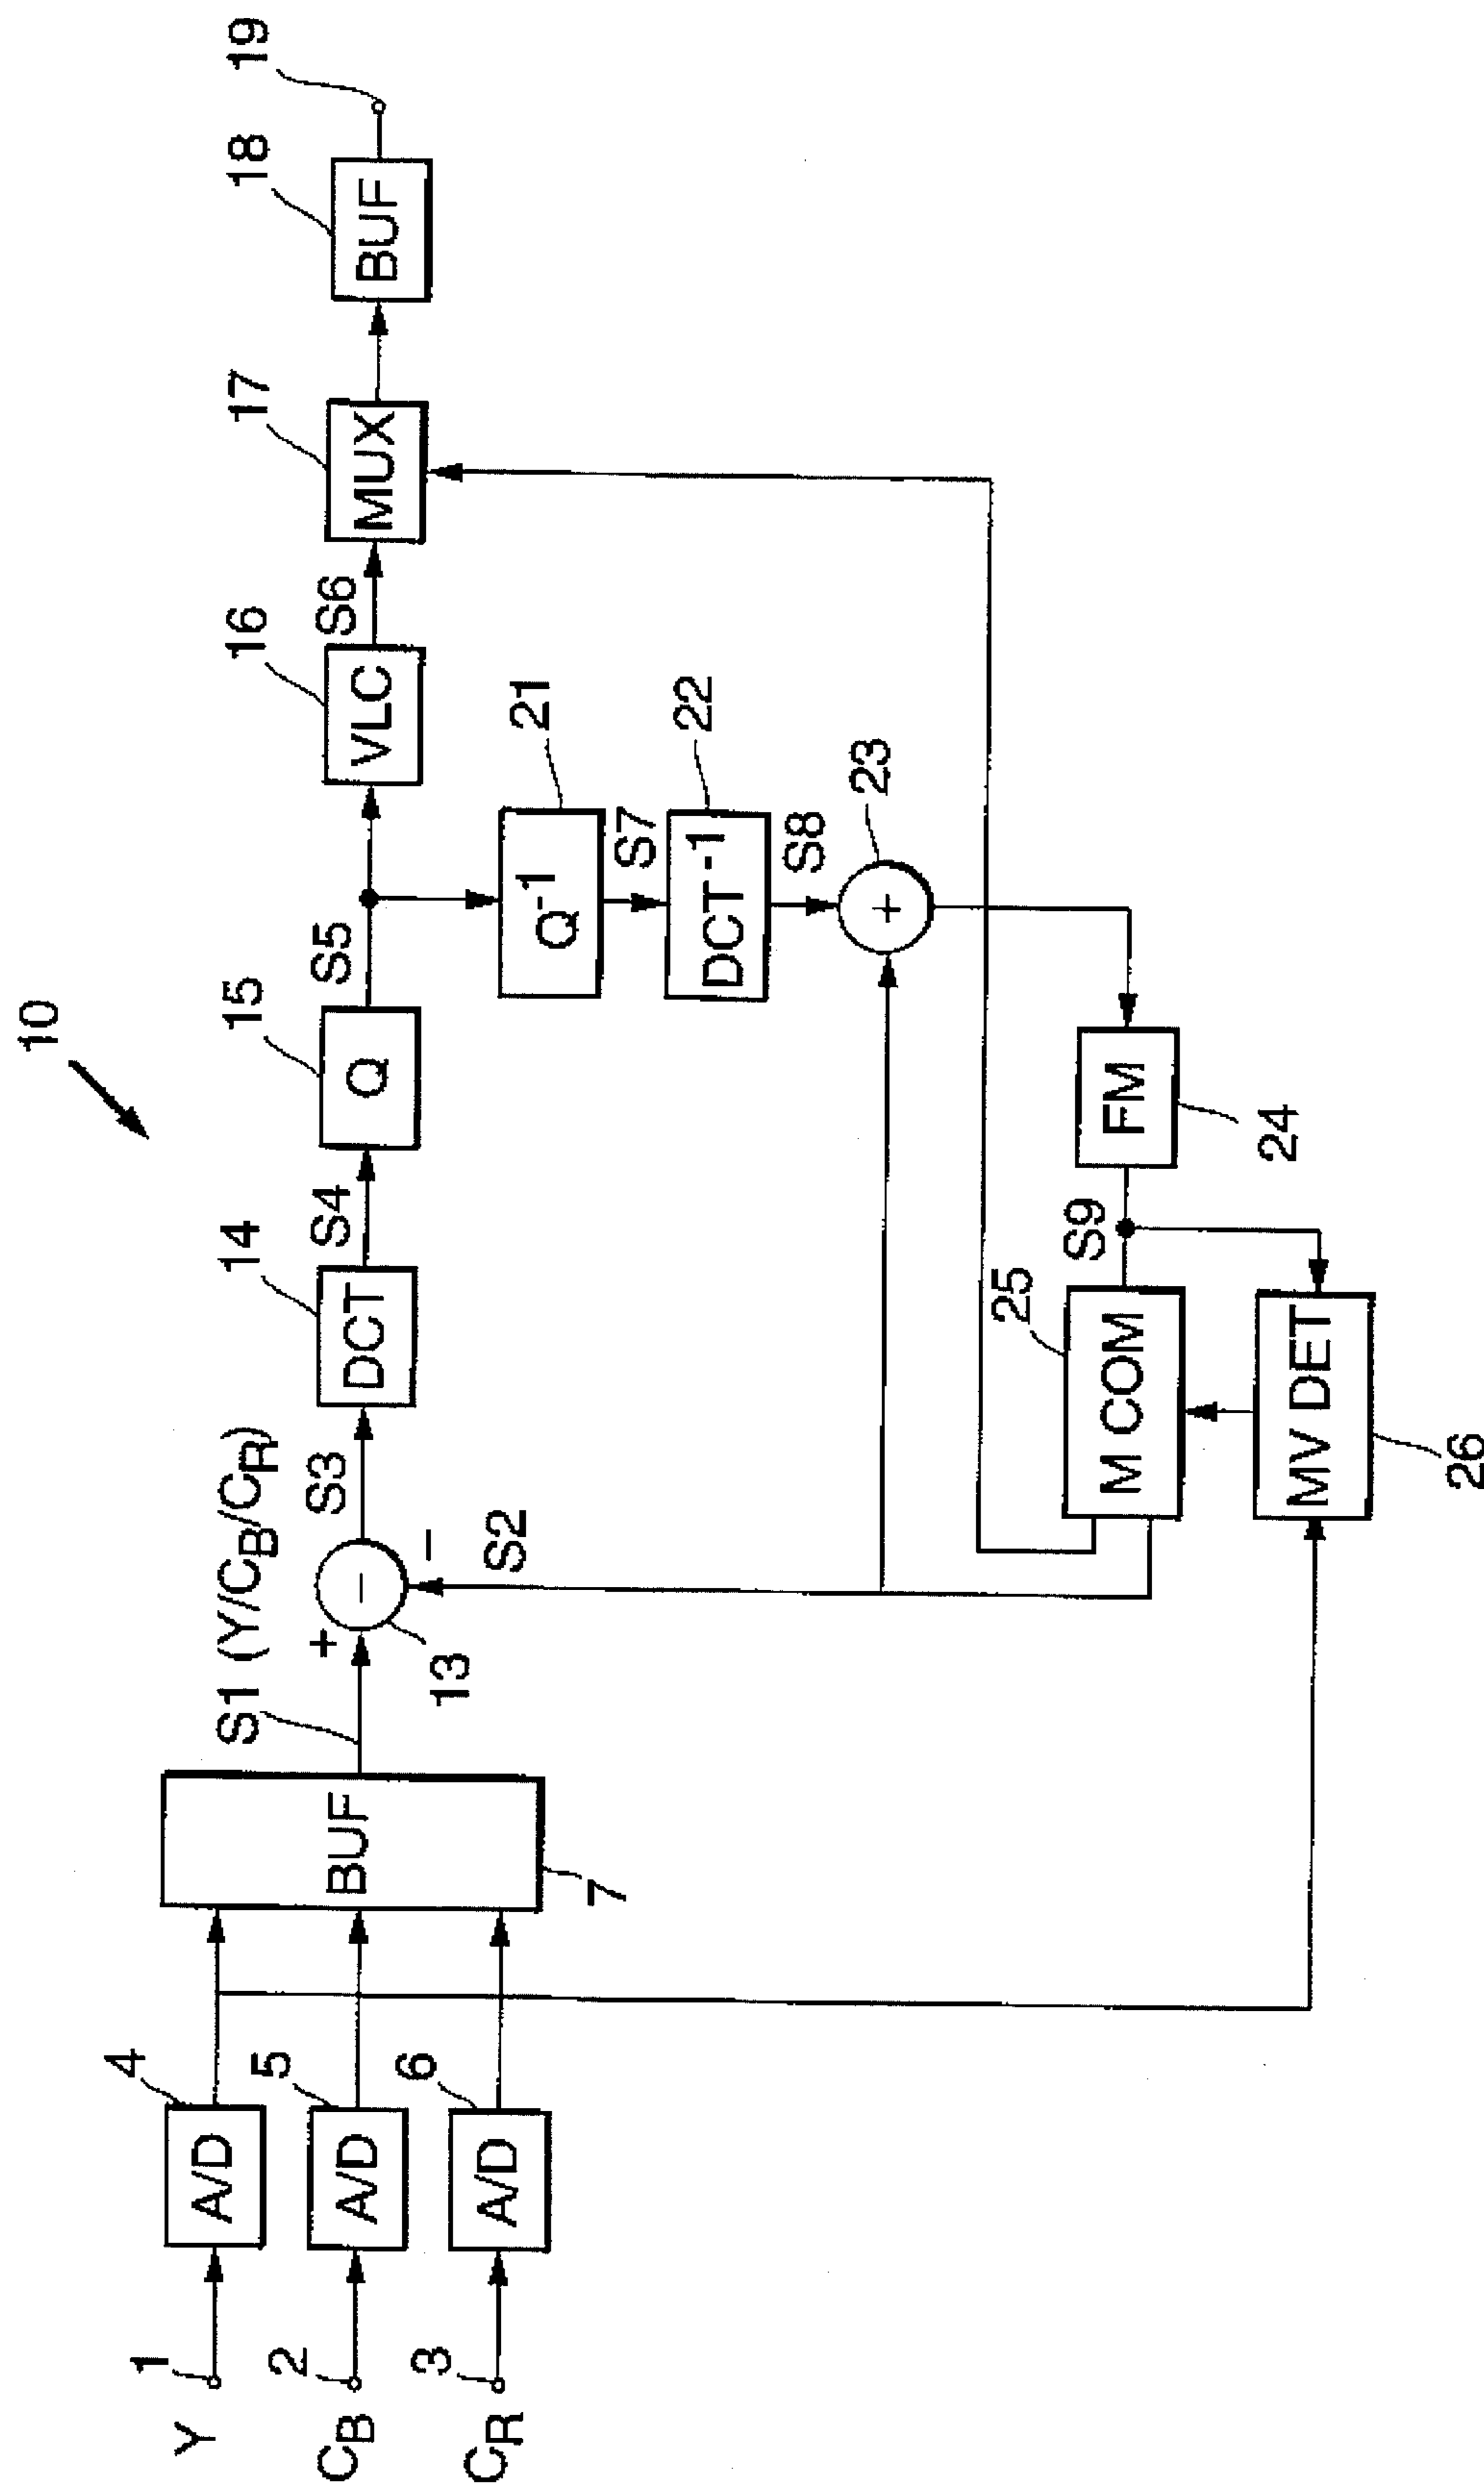 10
Y
1
A/D
4
CB
2
A/D
5
CR
3
A/D
6
BUF
7
S1 (Y/CB/CR)
+
-
-
13
S2
S3
DCT
14
S4
Q
15
S5
VLC
16
S6
MUX
17
BUF
18
19
Q-1
21
S7
DCT-1
22
S8
+
23
FM
24
S9
M COM
25
MV DET
26